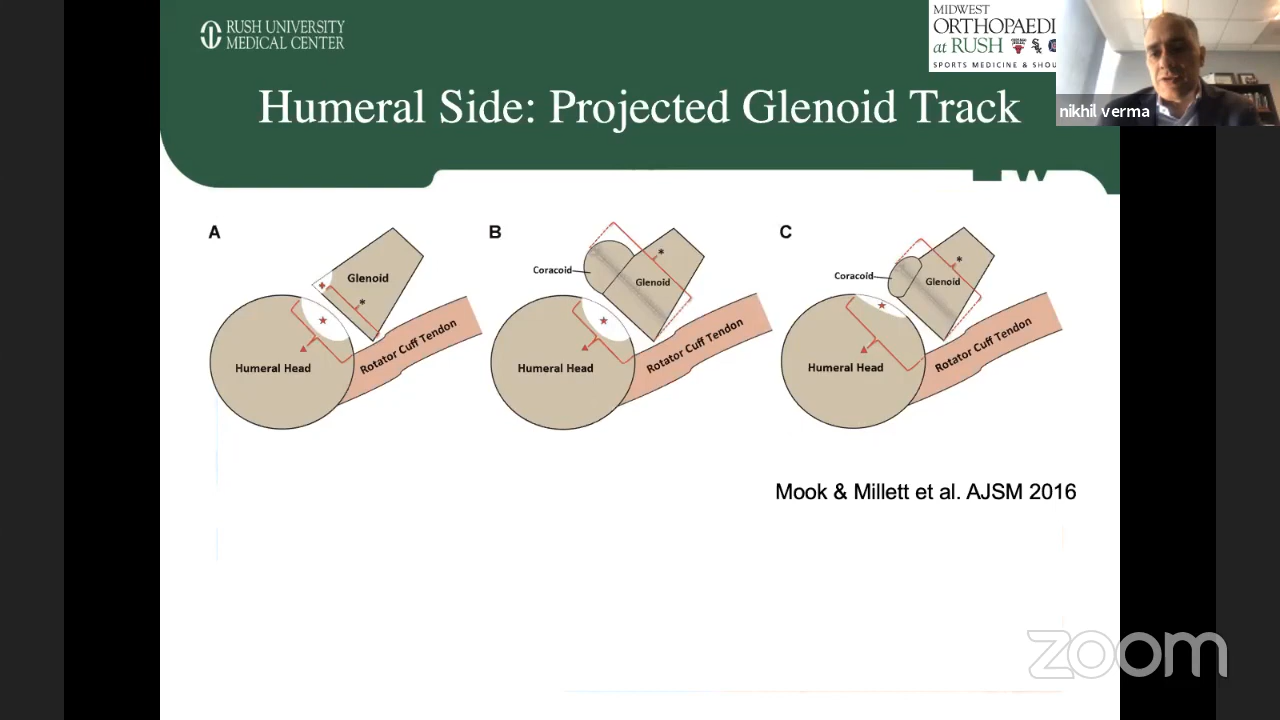 RUSH UNIVERSITY
MEDICAL CENTER
MIDWEST
ORTHOPAEDI
at RUSH
SPORTS MEDICINE & SHOU
nikhil verma
Humeral Side: Projected Glenoid Track
W
A
Glenoid
*
Humeral Head
Rotator Cuff Tendon
B
Coracoid
*
Glenoid
Humeral Head
Rotator Cuff Tendon
C
Coracoid
*
Glenoid
Humeral Head
Rotator Cuff Tendon
Mook & Millett et al. AJSM 2016
zoom